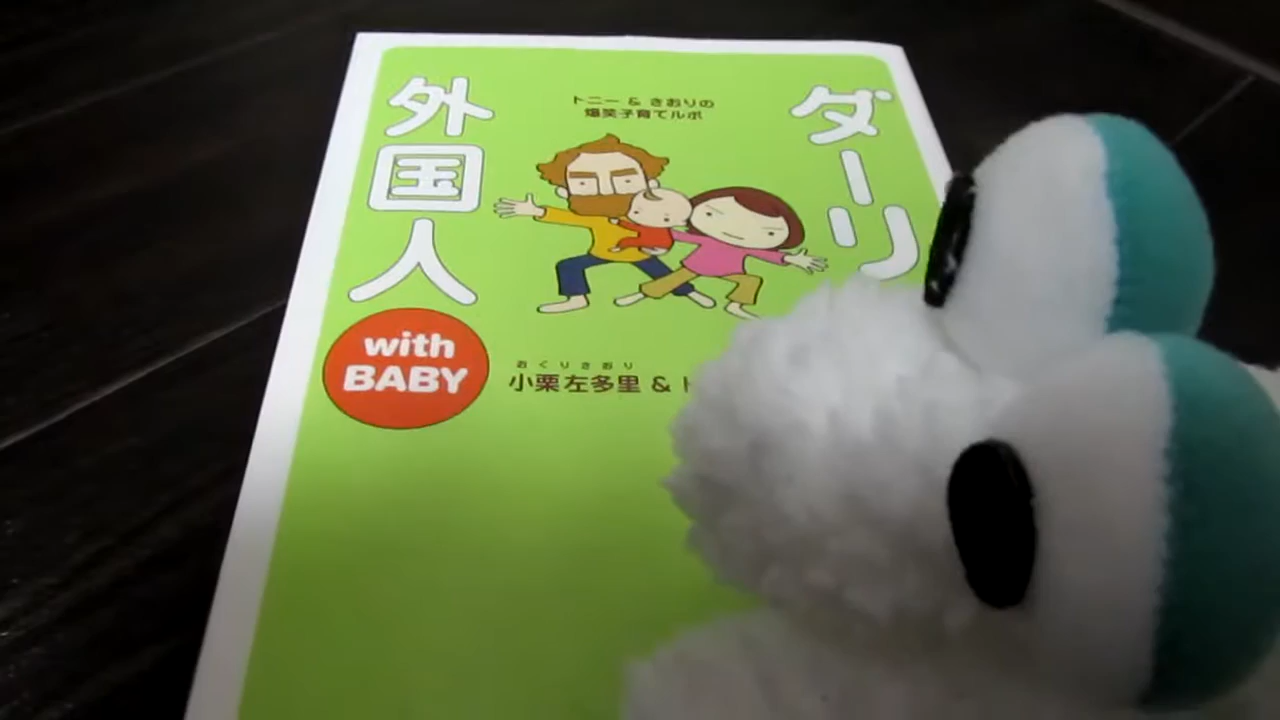 トニー & さおりの
爆笑子育てルポ
ダーリ
外国人
with
BABY
おぐりさおり
小栗左多里 & ト